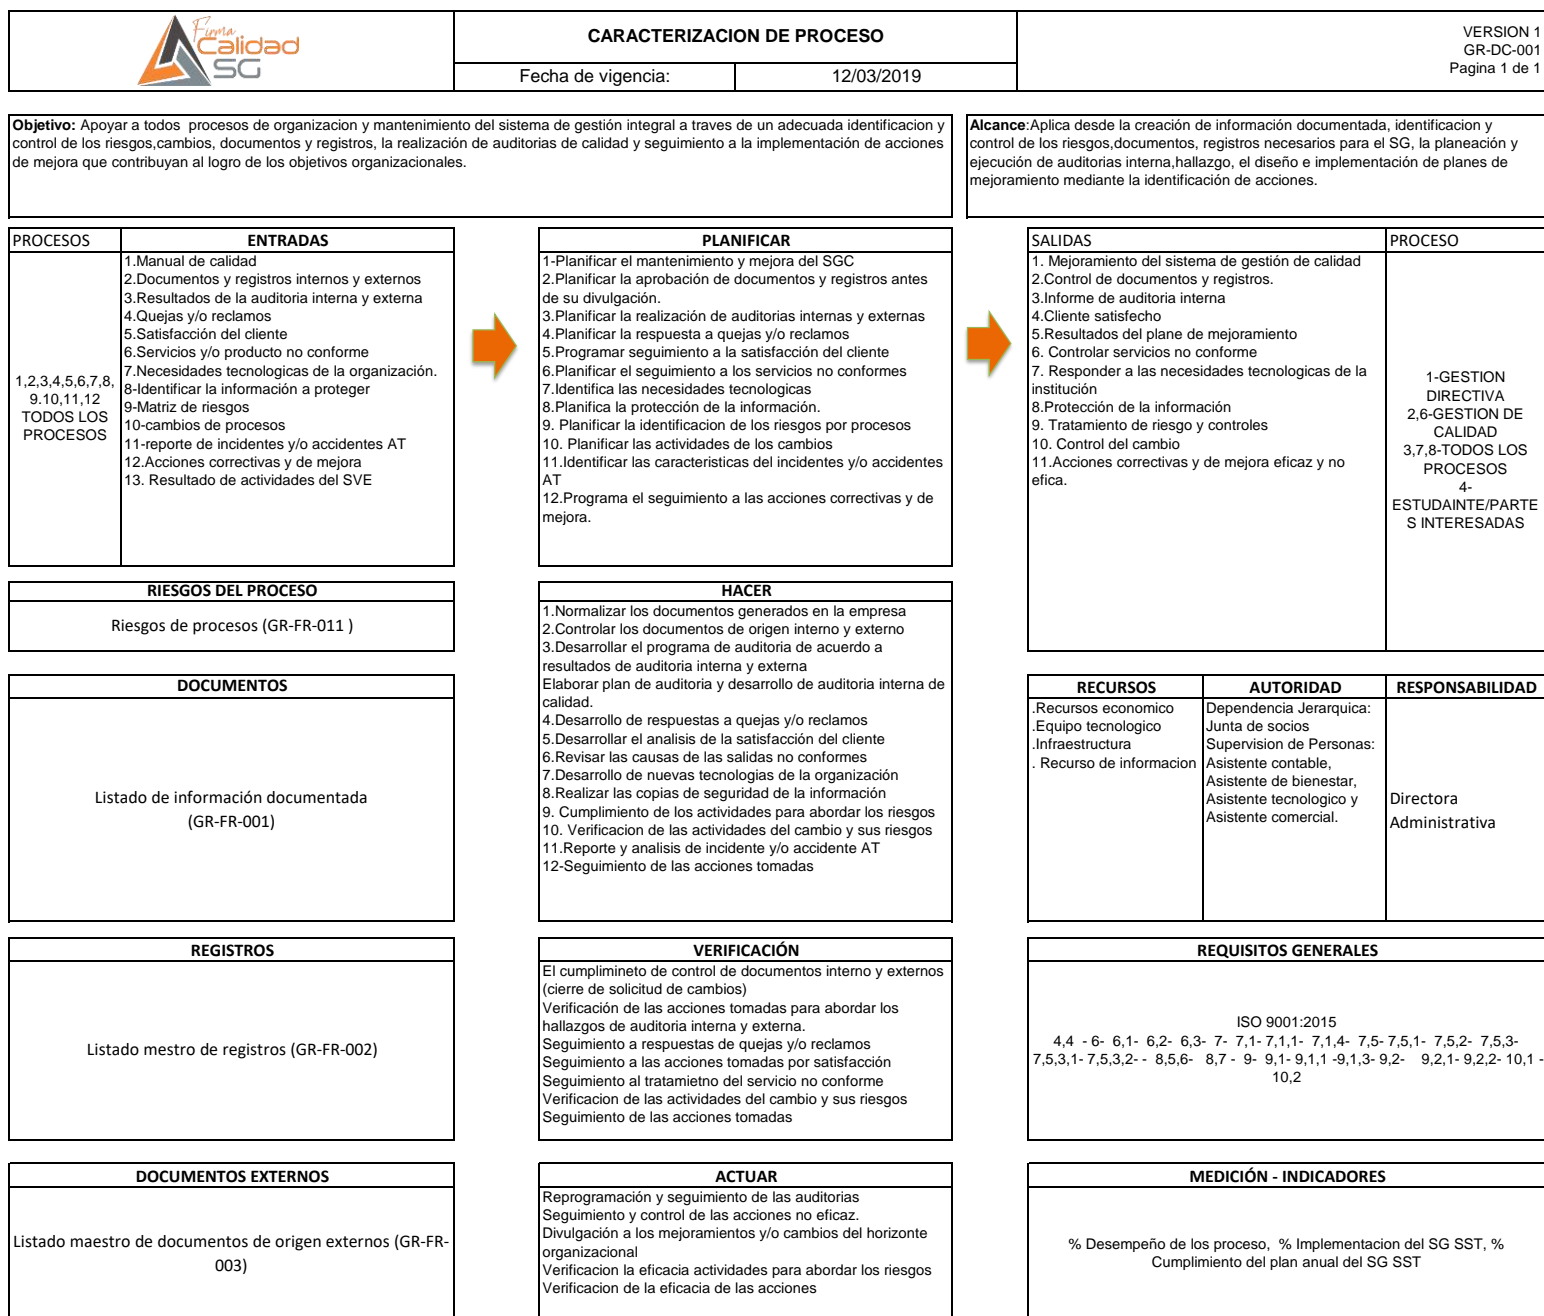 Firma
Calidad
SG
CARACTERIZACION DE PROCESO
Fecha de vigencia:
12/03/2019
VERSION 1
GR-DC-001
Pagina 1 de 1
Objetivo: Apoyar a todos  procesos de organizacion y mantenimiento del sistema de gestión integral a traves de un adecuada identificacion y
control de los riesgos,cambios, documentos y registros, la realización de auditorias de calidad y seguimiento a la implementación de acciones
de mejora que contribuyan al logro de los objetivos organizacionales.
Alcance:Aplica desde la creación de información documentada, identificacion y
control de los riesgos,documentos, registros necesarios para el SG, la planeación y
ejecución de auditorias interna,hallazgo, el diseño e implementación de planes de
mejoramiento mediante la identificación de acciones.
PROCESOS
1,2,3,4,5,6,7,8,
9.10,11,12
TODOS LOS
PROCESOS
ENTRADAS
1.Manual de calidad
2.Documentos y registros internos y externos
3.Resultados de la auditoria interna y externa
4.Quejas y/o reclamos
5.Satisfacción del cliente
6.Servicios y/o producto no conforme
7.Necesidades tecnologicas de la organización.
8-Identificar la información a proteger
9-Matriz de riesgos
10-cambios de procesos
11-reporte de incidentes y/o accidentes AT
12.Acciones correctivas y de mejora
13. Resultado de actividades del SVE
PLANIFICAR
1-Planificar el mantenimiento y mejora del SGC
2.Planificar la aprobación de documentos y registros antes
de su divulgación.
3.Planificar la realización de auditorias internas y externas
4.Planificar la respuesta a quejas y/o reclamos
5.Programar seguimiento a la satisfacción del cliente
6.Planificar el seguimiento a los servicios no conformes
7.Identifica las necesidades tecnologicas
8.Planifica la protección de la información.
9. Planificar la identificacion de los riesgos por procesos
10. Planificar las actividades de los cambios
11.Identificar las caracteristicas del incidentes y/o accidentes
AT
12.Programa el seguimiento a las acciones correctivas y de
mejora.
SALIDAS
1. Mejoramiento del sistema de gestión de calidad
2.Control de documentos y registros.
3.Informe de auditoria interna
4.Cliente satisfecho
5.Resultados del plane de mejoramiento
6. Controlar servicios no conforme
7. Responder a las necesidades tecnologicas de la
institución
8.Protección de la información
9. Tratamiento de riesgo y controles
10. Control del cambio
11.Acciones correctivas y de mejora eficaz y no
efica.
PROCESO
1-GESTION
DIRECTIVA
2,6-GESTION DE
CALIDAD
3,7,8-TODOS LOS
PROCESOS
4-
ESTUDAINTE/PARTE
S INTERESADAS
RIESGOS DEL PROCESO
Riesgos de procesos (GR-FR-011 )
HACER
1.Normalizar los documentos generados en la empresa
2.Controlar los documentos de origen interno y externo
3.Desarrollar el programa de auditoria de acuerdo a
resultados de auditoria interna y externa
Elaborar plan de auditoria y desarrollo de auditoria interna de
calidad.
4.Desarrollo de respuestas a quejas y/o reclamos
5.Desarrollar el analisis de la satisfacción del cliente
6.Revisar las causas de las salidas no conformes
7.Desarrollo de nuevas tecnologias de la organización
8.Realizar las copias de seguridad de la información
9. Cumplimiento de los actividades para abordar los riesgos
10. Verificacion de las actividades del cambio y sus riesgos
11.Reporte y analisis de incidente y/o accidente AT
12-Seguimiento de las acciones tomadas
DOCUMENTOS
Listado de información documentada
(GR-FR-001)
RECURSOS
.Recursos economico
.Equipo tecnologico
.Infraestructura
. Recurso de informacion
AUTORIDAD
Dependencia Jerarquica:
Junta de socios
Supervision de Personas:
Asistente contable,
Asistente de bienestar,
Asistente tecnologico y
Asistente comercial.
RESPONSABILIDAD
Directora
Administrativa
REGISTROS
Listado mestro de registros (GR-FR-002)
VERIFICACIÓN
El cumplimineto de control de documentos interno y externos
(cierre de solicitud de cambios)
Verificación de las acciones tomadas para abordar los
hallazgos de auditoria interna y externa.
Seguimiento a respuestas de quejas y/o reclamos
Seguimiento a las acciones tomadas por satisfacción
Seguimiento al tratamietno del servicio no conforme
Verificacion de las actividades del cambio y sus riesgos
Seguimiento de las acciones tomadas
REQUISITOS GENERALES
ISO 9001:2015
4,4  - 6-  6,1-  6,2-  6,3-  7-  7,1- 7,1,1-  7,1,4-  7,5- 7,5,1-  7,5,2-  7,5,3-
7,5,3,1- 7,5,3,2- -  8,5,6-   8,7 -  9-  9,1- 9,1,1 -9,1,3- 9,2-    9,2,1- 9,2,2- 10,1 -
10,2
DOCUMENTOS EXTERNOS
Listado maestro de documentos de origen externos (GR-FR-
003)
ACTUAR
Reprogramación y seguimiento de las auditorias
Seguimiento y control de las acciones no eficaz.
Divulgación a los mejoramientos y/o cambios del horizonte
organizacional
Verificacion la eficacia actividades para abordar los riesgos
Verificacion de la eficacia de las acciones
MEDICIÓN - INDICADORES
% Desempeño de los proceso,  % Implementacion del SG SST, %
Cumplimiento del plan anual del SG SST